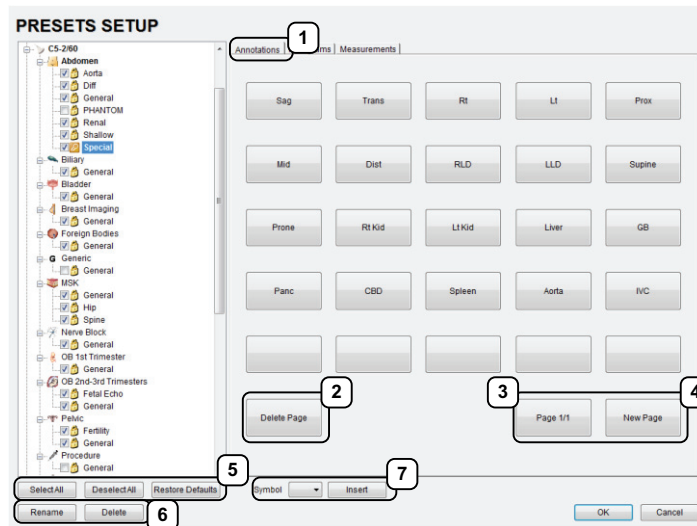 PRESETS SETUP
C5-2/60
Abdomen
Aorta
Diff
General
PHANTOM
Renal
Shallow
Special
Biliary
General
Bladder
General
Breast Imaging
General
Foreign Bodies
General
G Generic
General
MSK
General
Hip
Spine
Nerve Block
General
OB 1st Trimester
General
OB 2nd-3rd Trimesters
Fetal Echo
General
Pelvic
Fertility
General
Procedure
General
Select All Deselect All Restore Defaults 5
Rename Delete 6
Annotations 1 ms Measurements
Sag Trans Rt Lt Prox
Mid Dist RLD LLD Supine
Prone Rt Kid Lt Kid Liver GB
Panc CBD Spleen Aorta IVC
2 3 4
Delete Page Page 1/1 New Page
7
Symbol Insert
OK Cancel